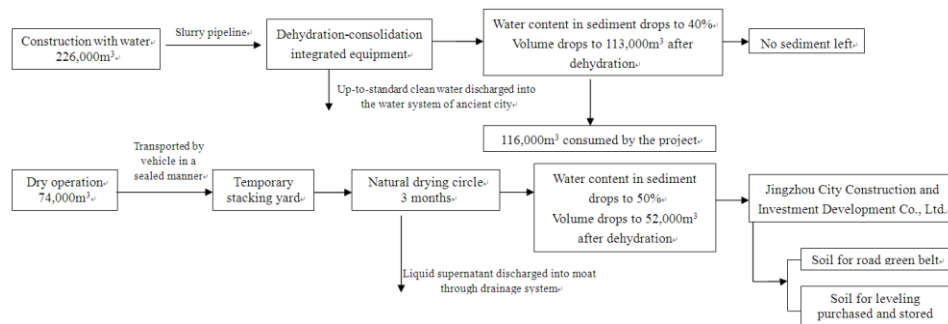 Construction with water
226,000m³
Slurry pipeline
Dehydration-consolidation
integrated equipment
Water content in sediment drops to 40%
Volume drops to 113,000m³ after
dehydration
No sediment left
Up-to-standard clean water discharged into
the water system of ancient city
116,000m³ consumed by the project
Dry operation
74,000m³
Transported by
vehicle in a
sealed manner
Temporary
stacking yard
Natural drying circle
3 months
Water content in sediment
drops to 50%
Volume drops to 52,000m³
after dehydration
Jingzhou City Construction and
Investment Development Co., Ltd.
Liquid supernatant discharged into moat
through drainage system
Soil for road green belt
Soil for leveling
purchased and stored